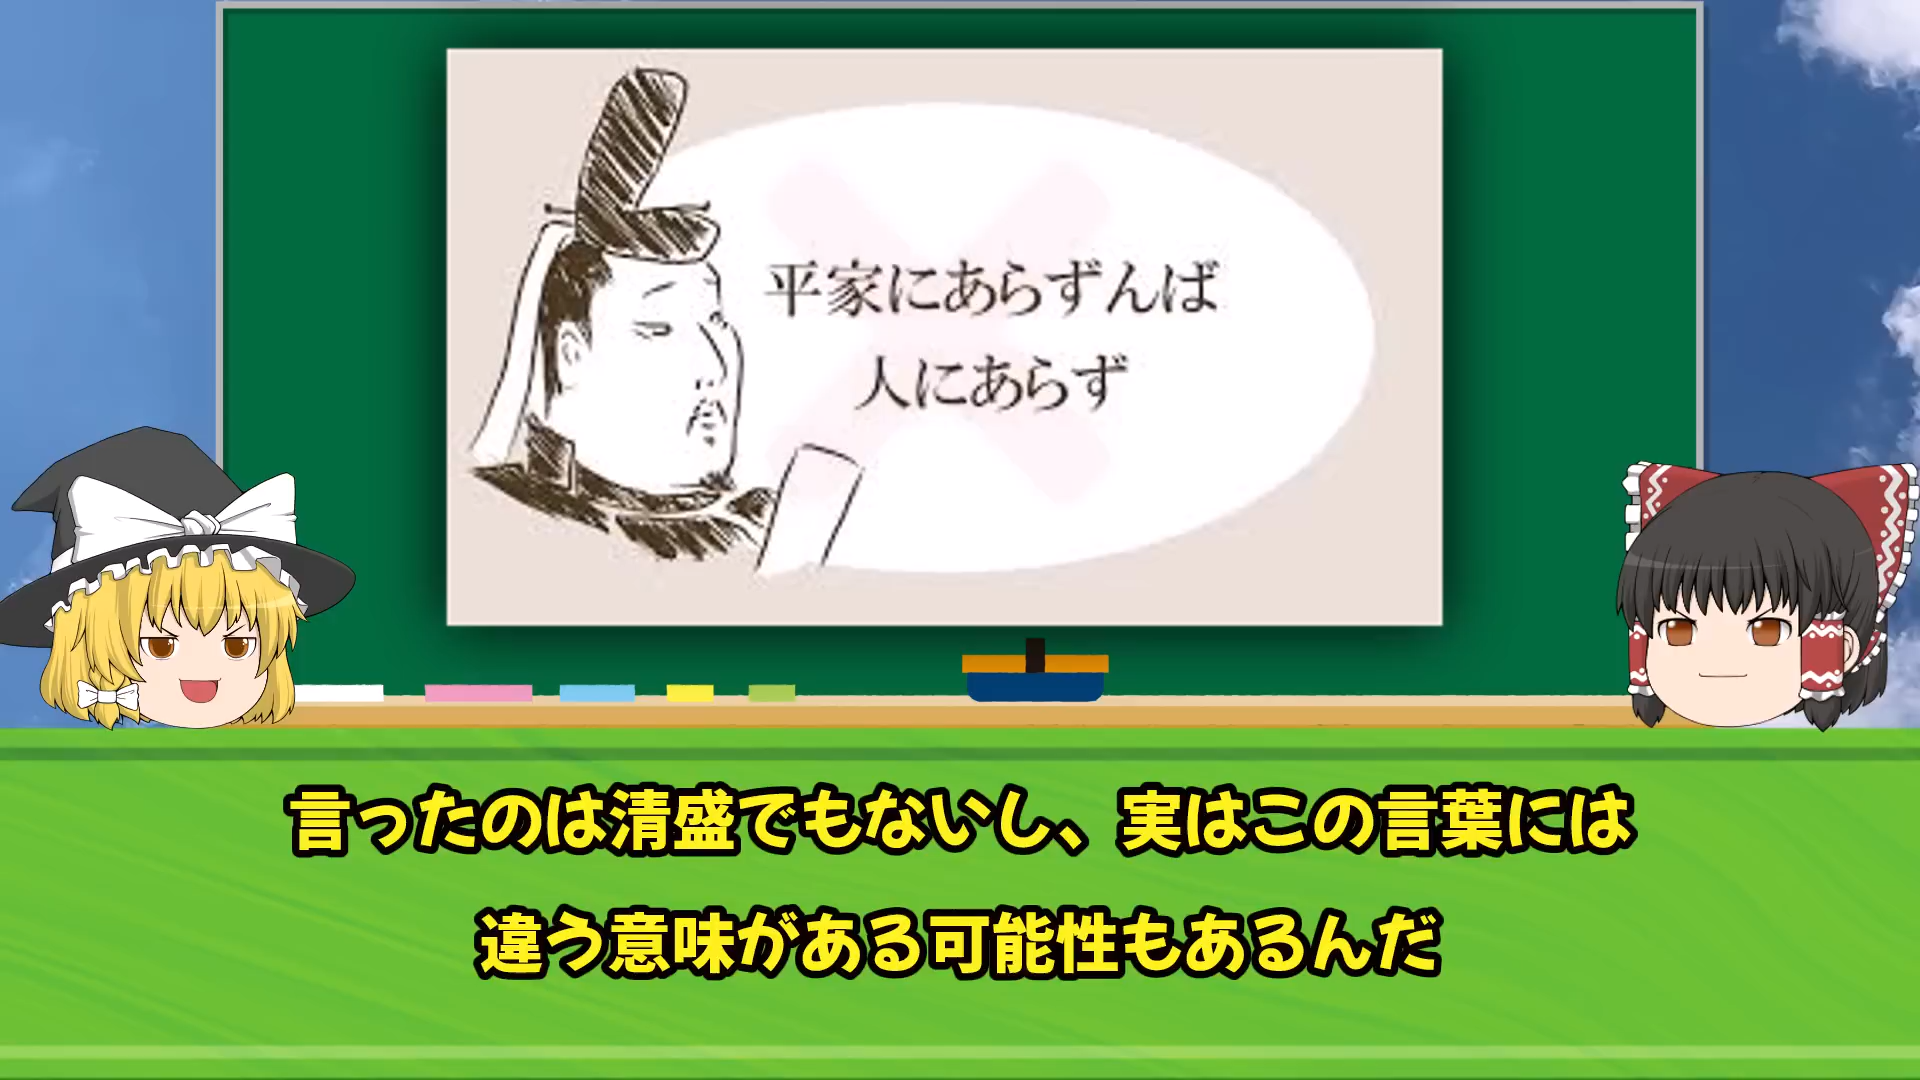 平家にあらずんば
人にあらず
言ったのは清盛でもないし、実はこの言葉には
違う意味がある可能性もあるんだ